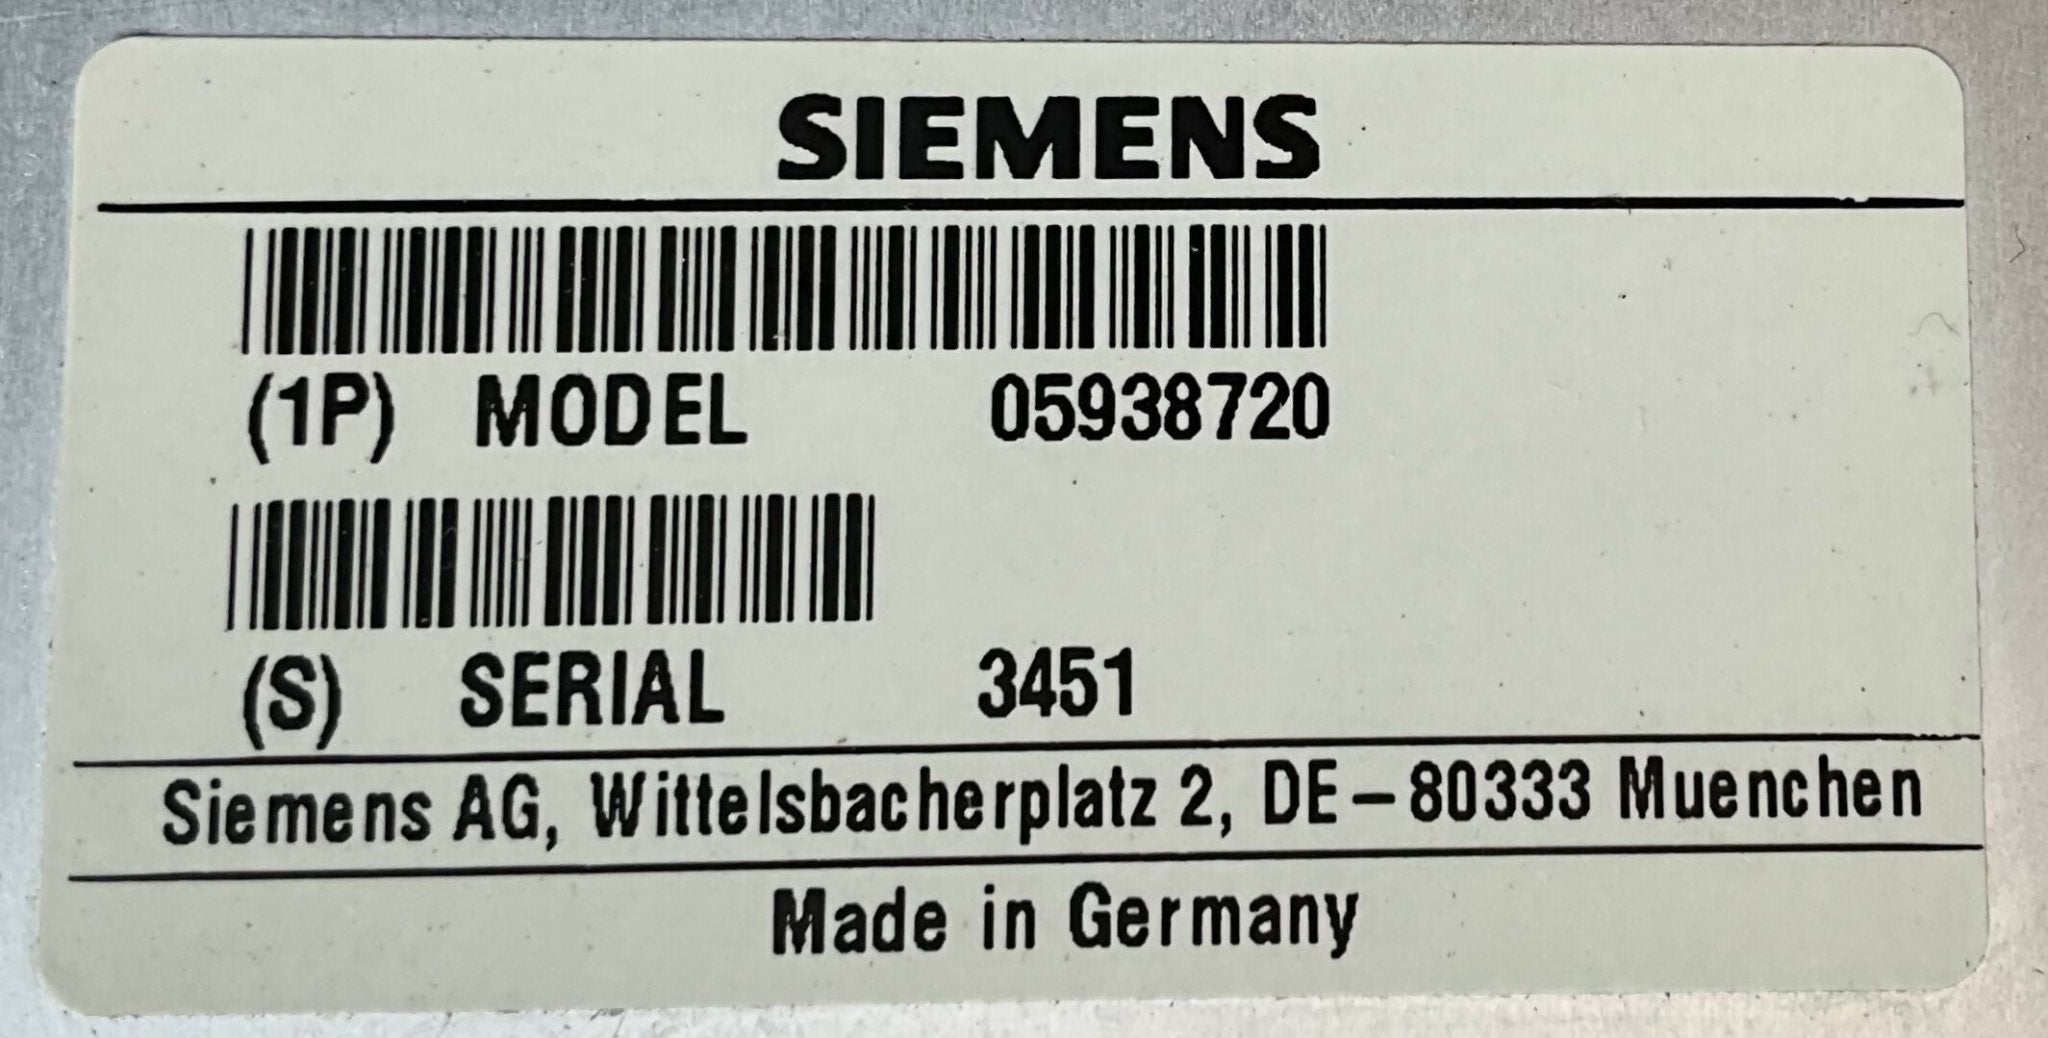 SIEMENS
(1P) MODEL 05938720
(S) SERIAL 3451
Siemens AG, Wittelsbacherplatz 2, DE-80333 Muenchen
Made in Germany